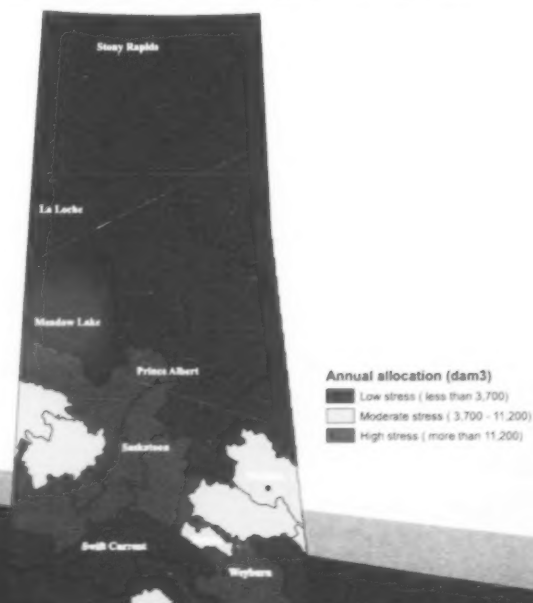 Stony Rapids
La Loche
Meadow Lake
Prince Albert
Annual allocation (dam3)
Low stress ( less than 3,700)
Moderate stress ( 3,700 - 11,200)
High stress ( more than 11,200)
Saskatoon
Swift Current
Weyburn